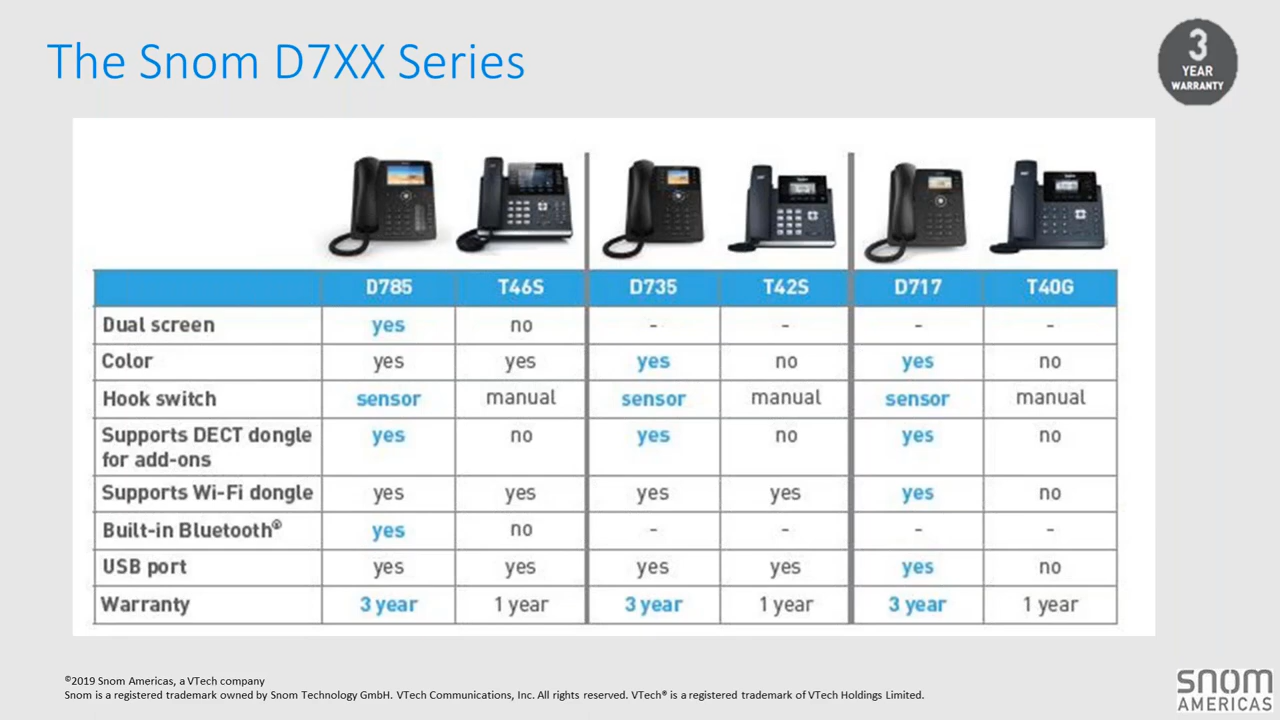 The Snom D7XX Series
3
YEAR
WARRANTY
D785 T46S D735 T42S D717 T40G
Dual screen yes no - - - -
Color yes yes yes no yes no
Hook switch sensor manual sensor manual sensor manual
Supports DECT dongle yes no yes no yes no
for add-ons
Supports Wi-Fi dongle yes yes yes yes yes no
Built-in Bluetooth® yes no - - - -
USB port yes yes yes yes yes no
Warranty 3 year 1 year 3 year 1 year 3 year 1 year
©2019 Snom Americas, a VTech company
Snom is a registered trademark owned by Snom Technology GmbH. VTech Communications, Inc. All rights reserved. VTech® is a registered trademark of VTech Holdings Limited.
snom
AMERICAS